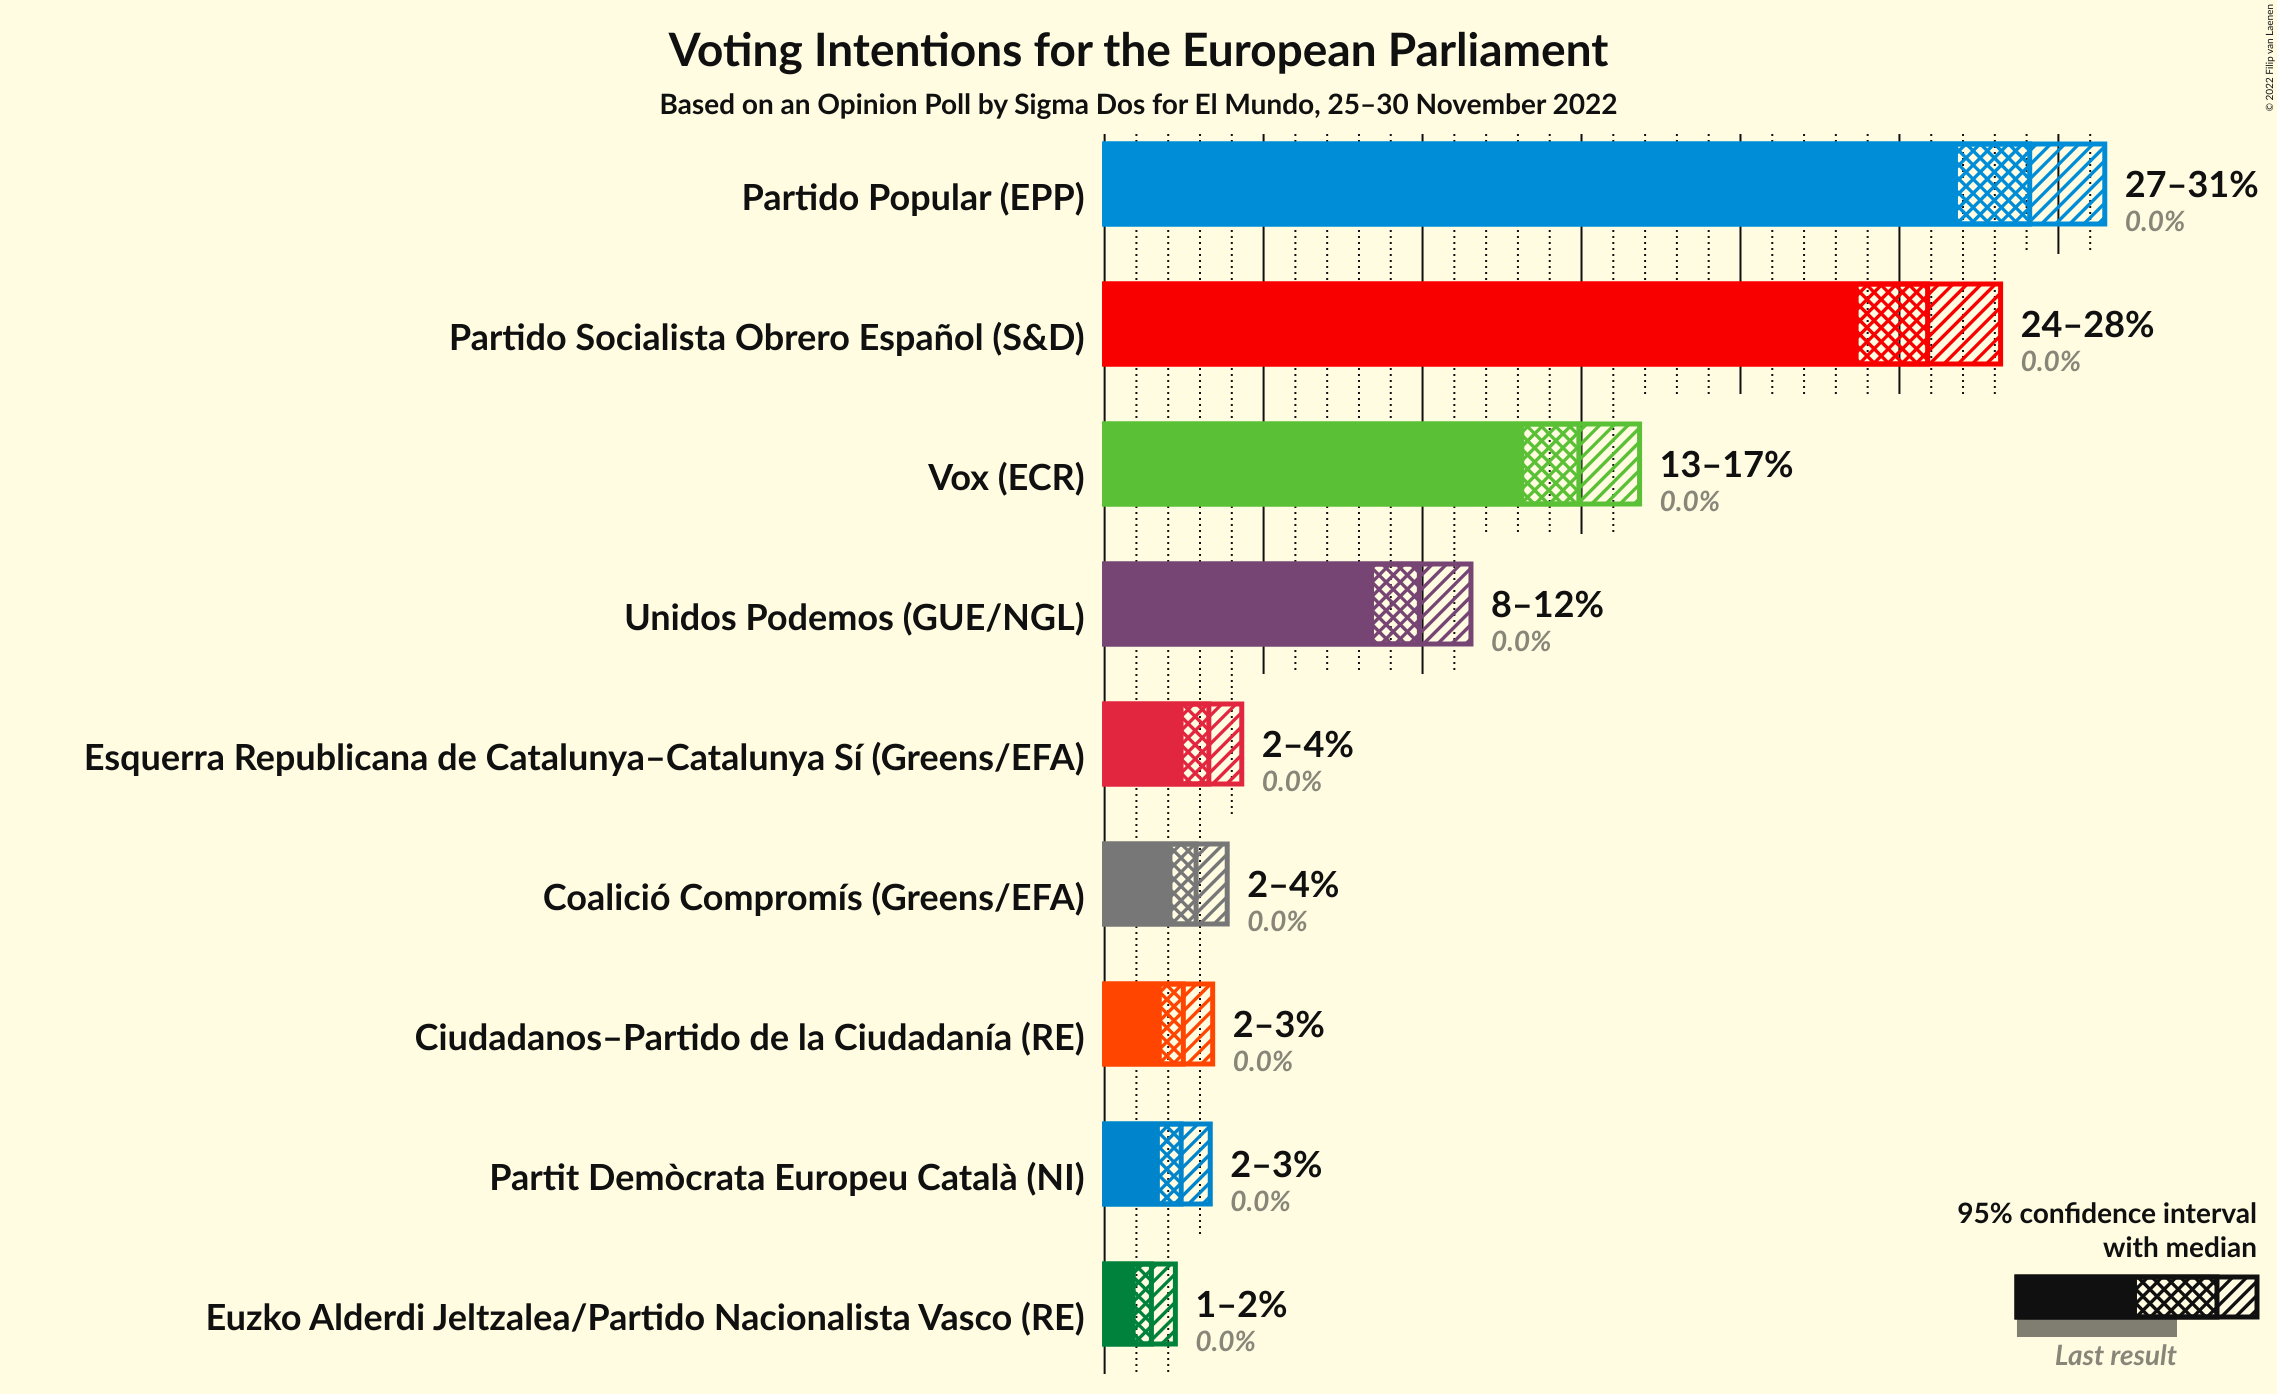 Voting Intentions for the European Parliament
Based on an Opinion Poll by Sigma Dos for El Mundo, 25–30 November 2022
© 2022 Filip van Laenen
Partido Popular (EPP)
27–31%
0.0%
Partido Socialista Obrero Español (S&D)
24–28%
0.0%
Vox (ECR)
13–17%
0.0%
Unidos Podemos (GUE/NGL)
8–12%
0.0%
Esquerra Republicana de Catalunya–Catalunya Sí (Greens/EFA)
2–4%
0.0%
Coalició Compromís (Greens/EFA)
2–4%
0.0%
Ciudadanos–Partido de la Ciudadanía (RE)
2–3%
0.0%
Partit Demòcrata Europeu Català (NI)
2–3%
0.0%
Euzko Alderdi Jeltzalea/Partido Nacionalista Vasco (RE)
1–2%
0.0%
95% confidence interval
with median
Last result